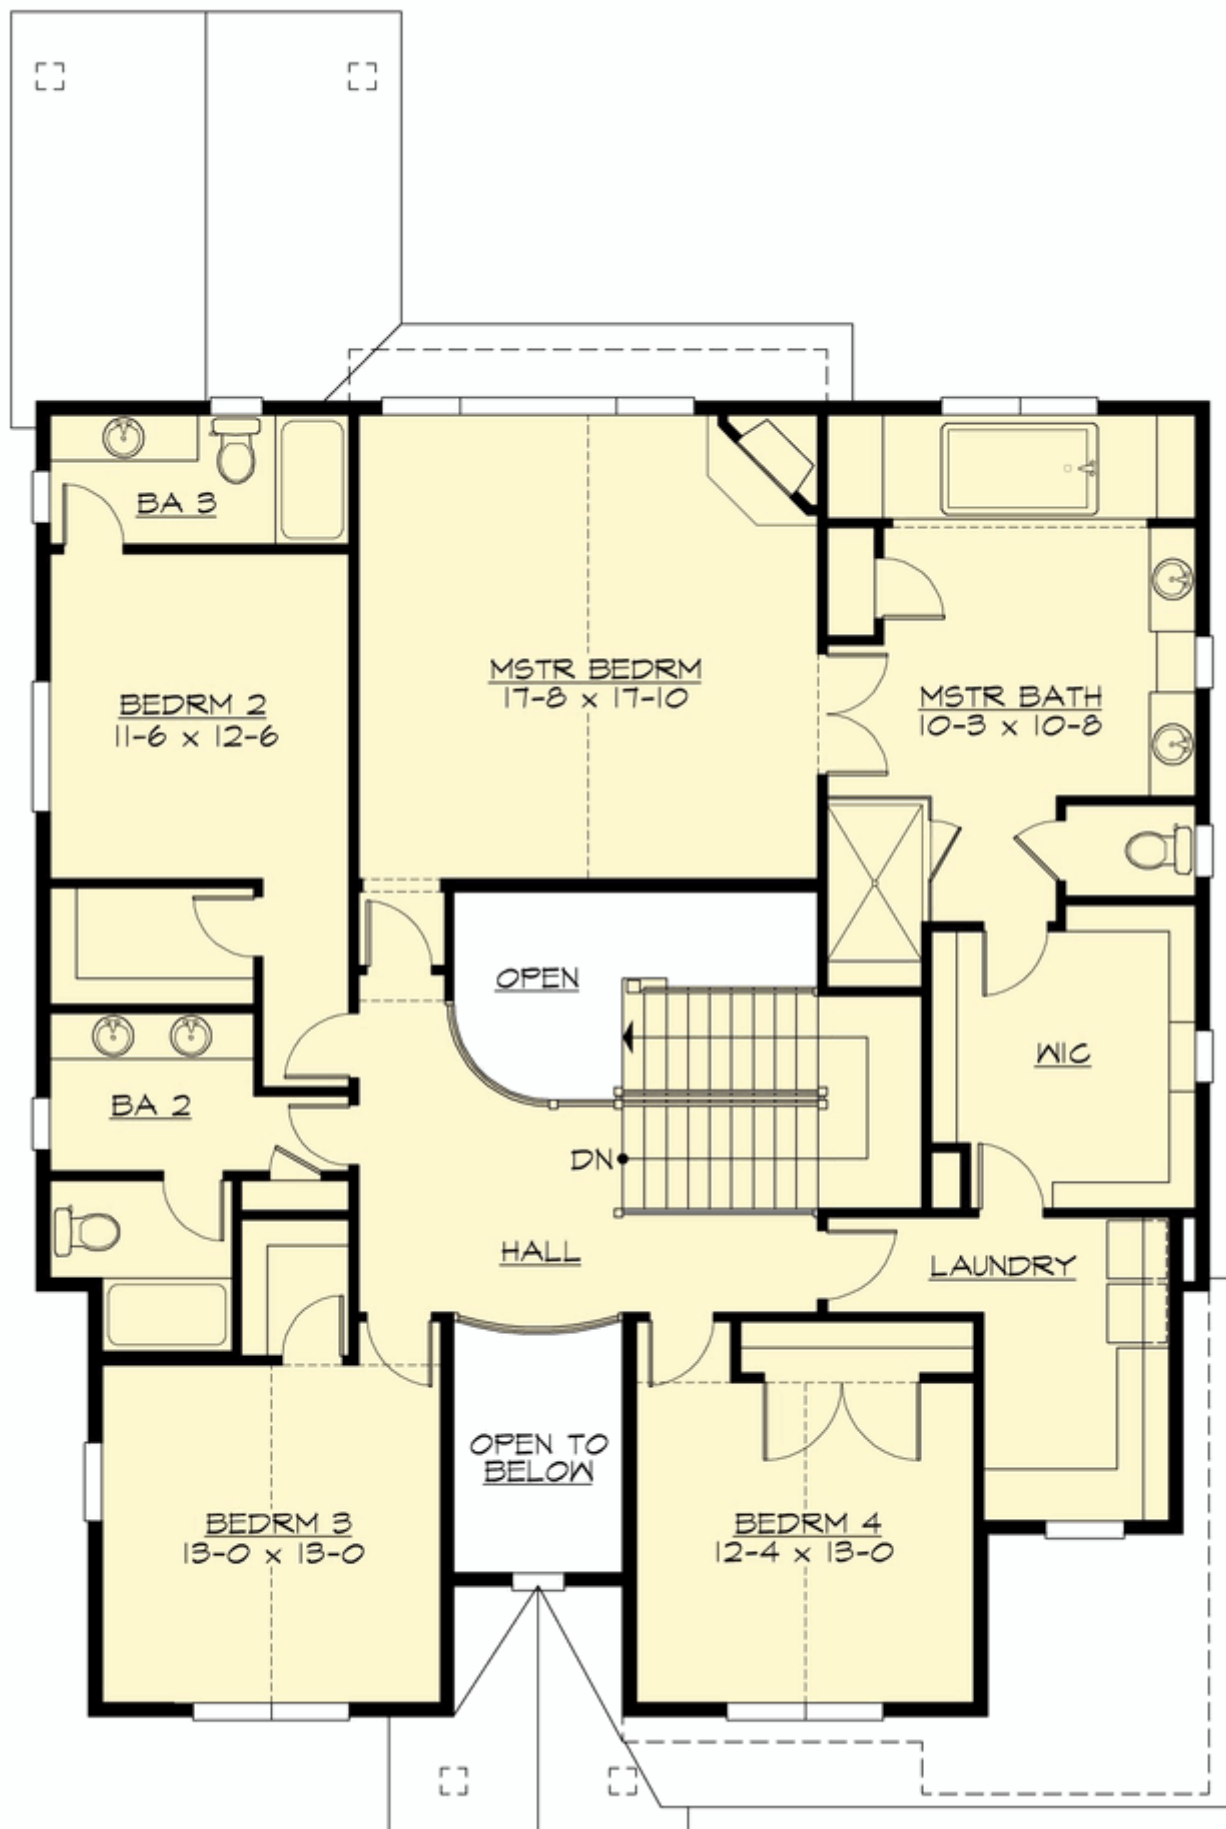 BA 3
MSTR BEDRM
17-8 x 17-10
BEDRM 2
11-6 x 12-6
MSTR BATH
10-3 x 10-8
OPEN
WIC
BA 2
DN
HALL
LAUNDRY
OPEN TO
BELOW
BEDRM 3
13-0 x 13-0
BEDRM 4
12-4 x 13-0